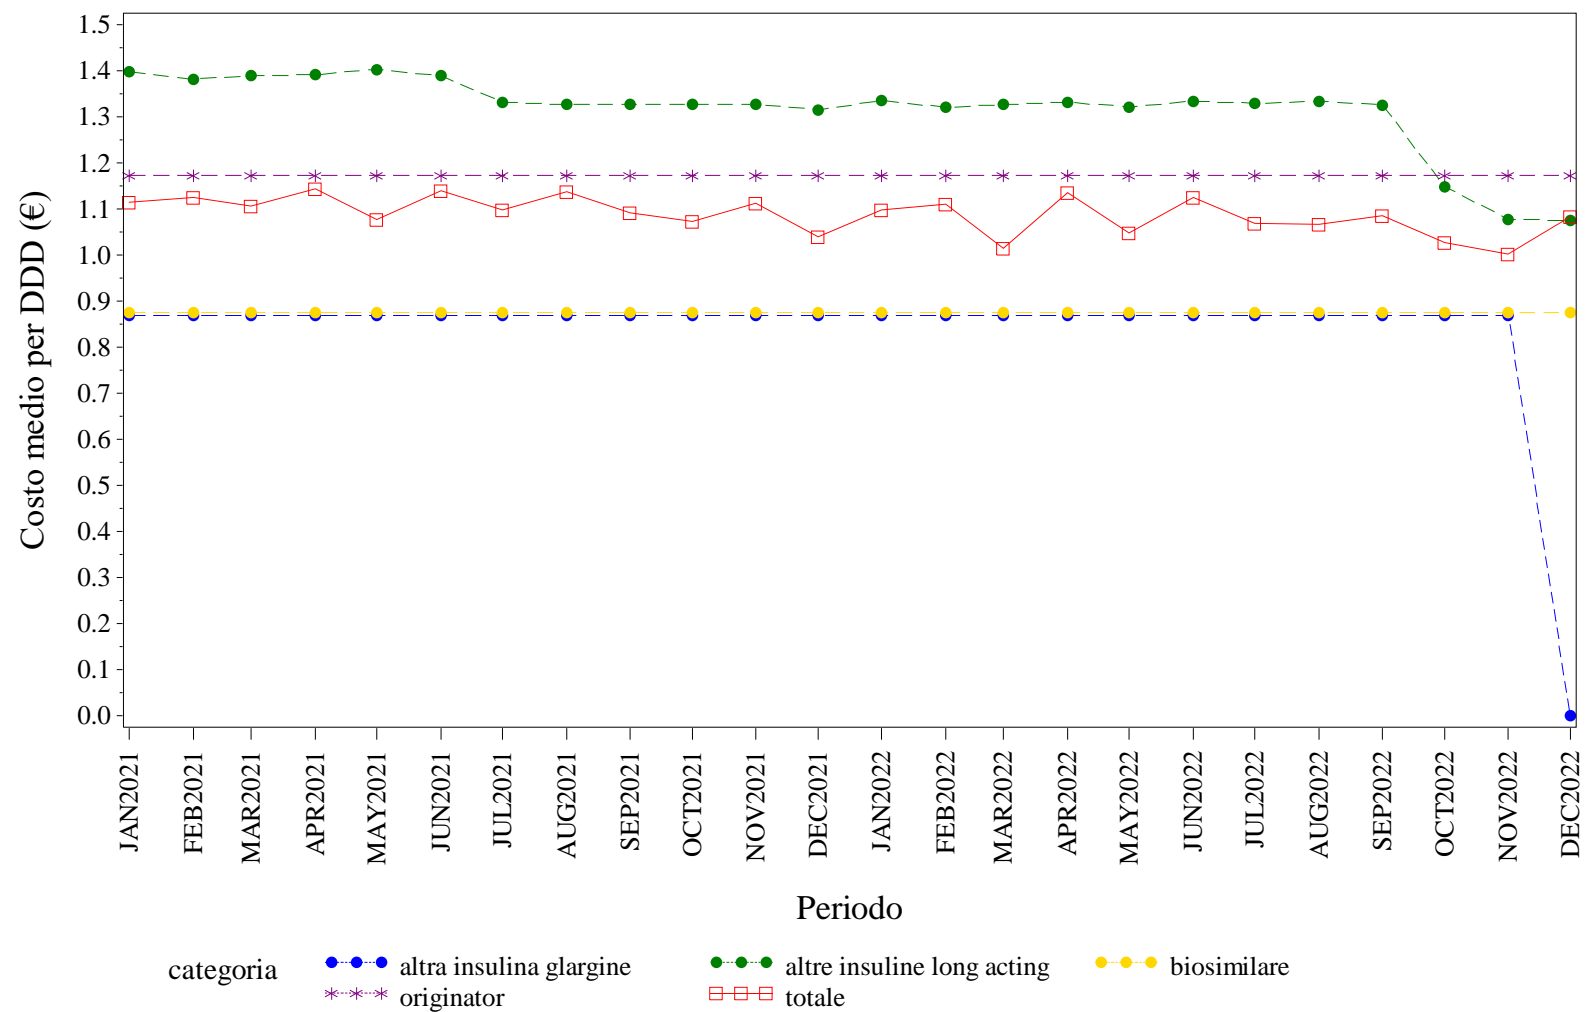 Costo medio per DDD (€)
1.5
1.4
1.3
1.2
1.1
1.0
0.9
0.8
0.7
0.6
0.5
0.4
0.3
0.2
0.1
0.0
JAN2021
FEB2021
MAR2021
APR2021
MAY2021
JUN2021
JUL2021
AUG2021
SEP2021
OCT2021
NOV2021
DEC2021
JAN2022
FEB2022
MAR2022
APR2022
MAY2022
JUN2022
JUL2022
AUG2022
SEP2022
OCT2022
NOV2022
DEC2022
Periodo
categoria
altra insulina glargine
altre insuline long acting
biosimilare
originator
totale